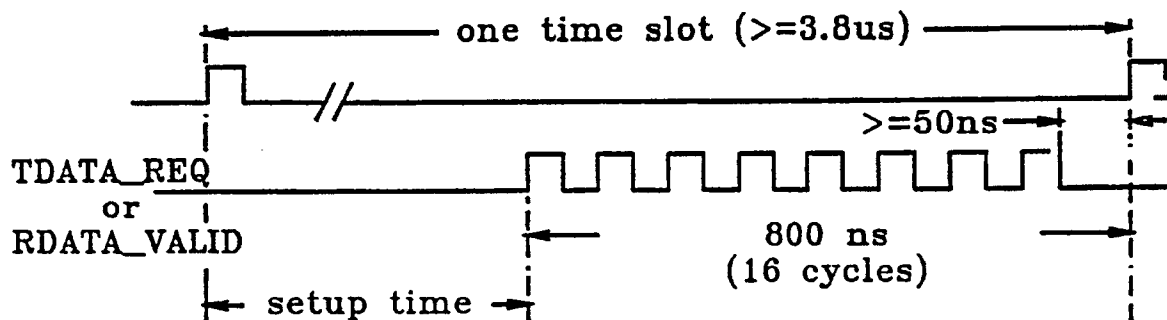 one time slot (>=3.8us)
>=50ns
TDATA_REQ
or
RDATA_VALID
800 ns
(16 cycles)
setup time